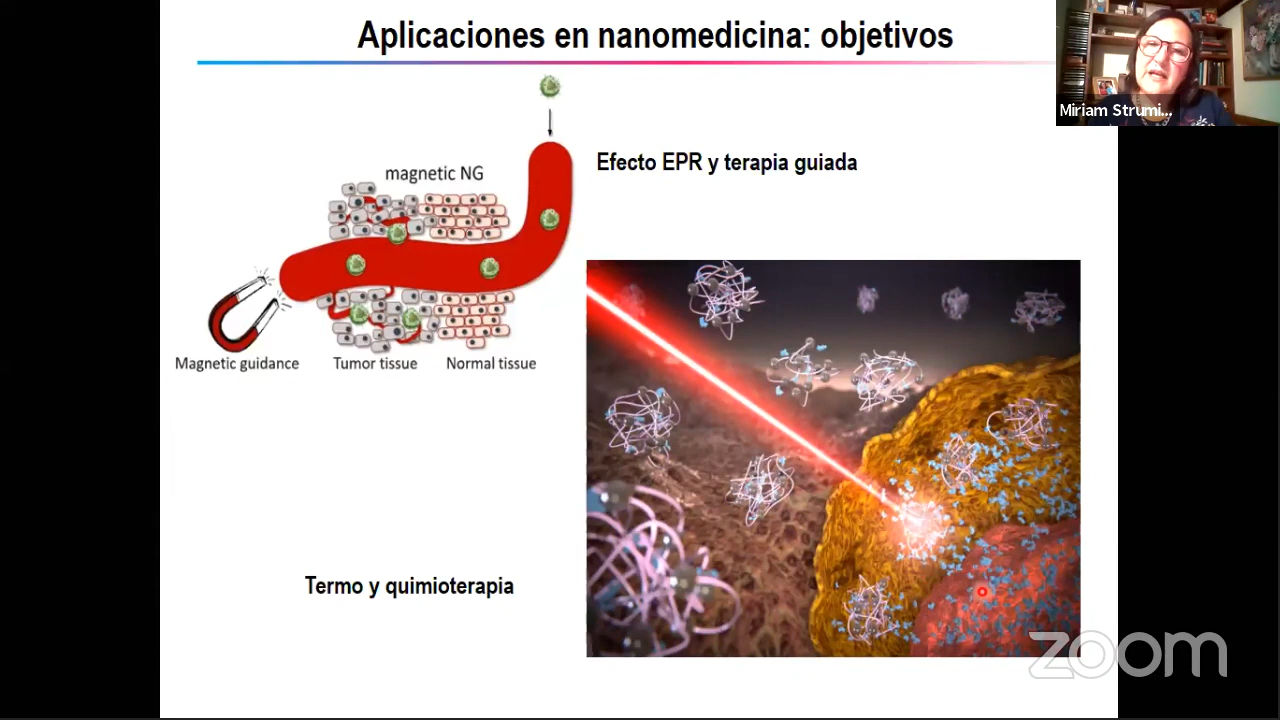 Aplicaciones en nanomedicina: objetivos
Miriam Strumi...
magnetic NG
Efecto EPR y terapia guiada
Magnetic guidance
Tumor tissue
Normal tissue
Termo y quimioterapia
zoom